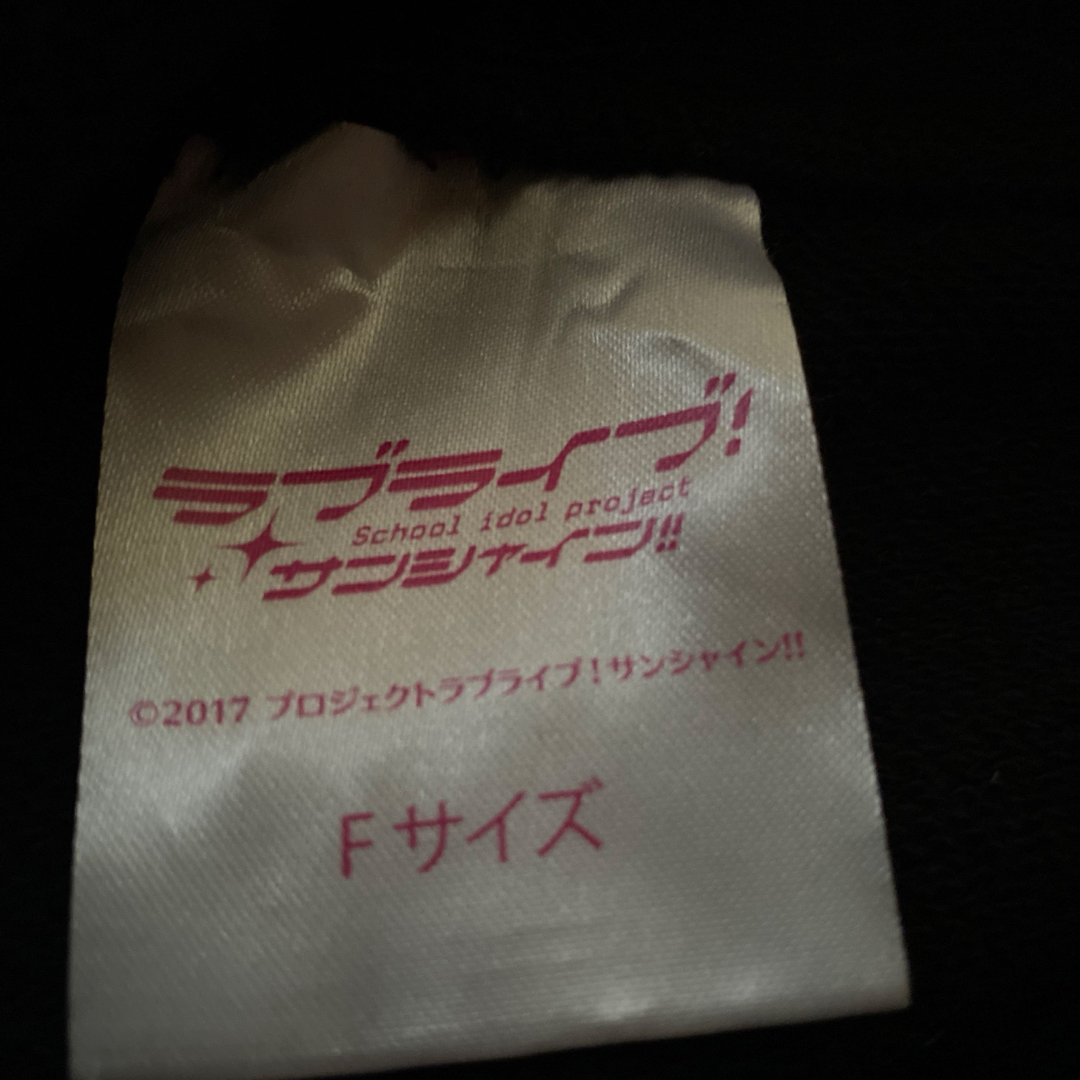 ラブライブ!
School idol project
サンシャイン!!
©2017 プロジェクトラブライブ!サンシャイン!!
Fサイズ